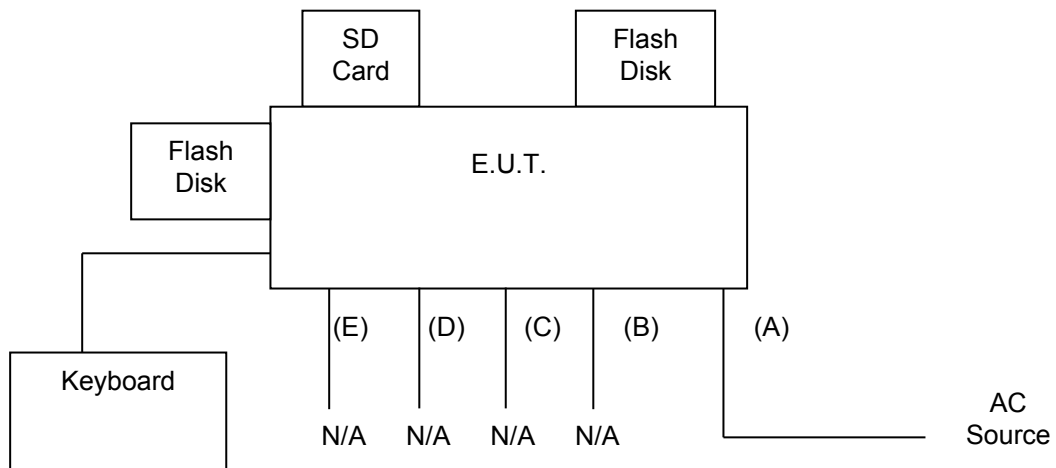 SD
Card
Flash
Disk
Flash
Disk
E.U.T.
(E)
(D)
(C)
(B)
(A)
Keyboard
N/A
N/A
N/A
N/A
AC
Source